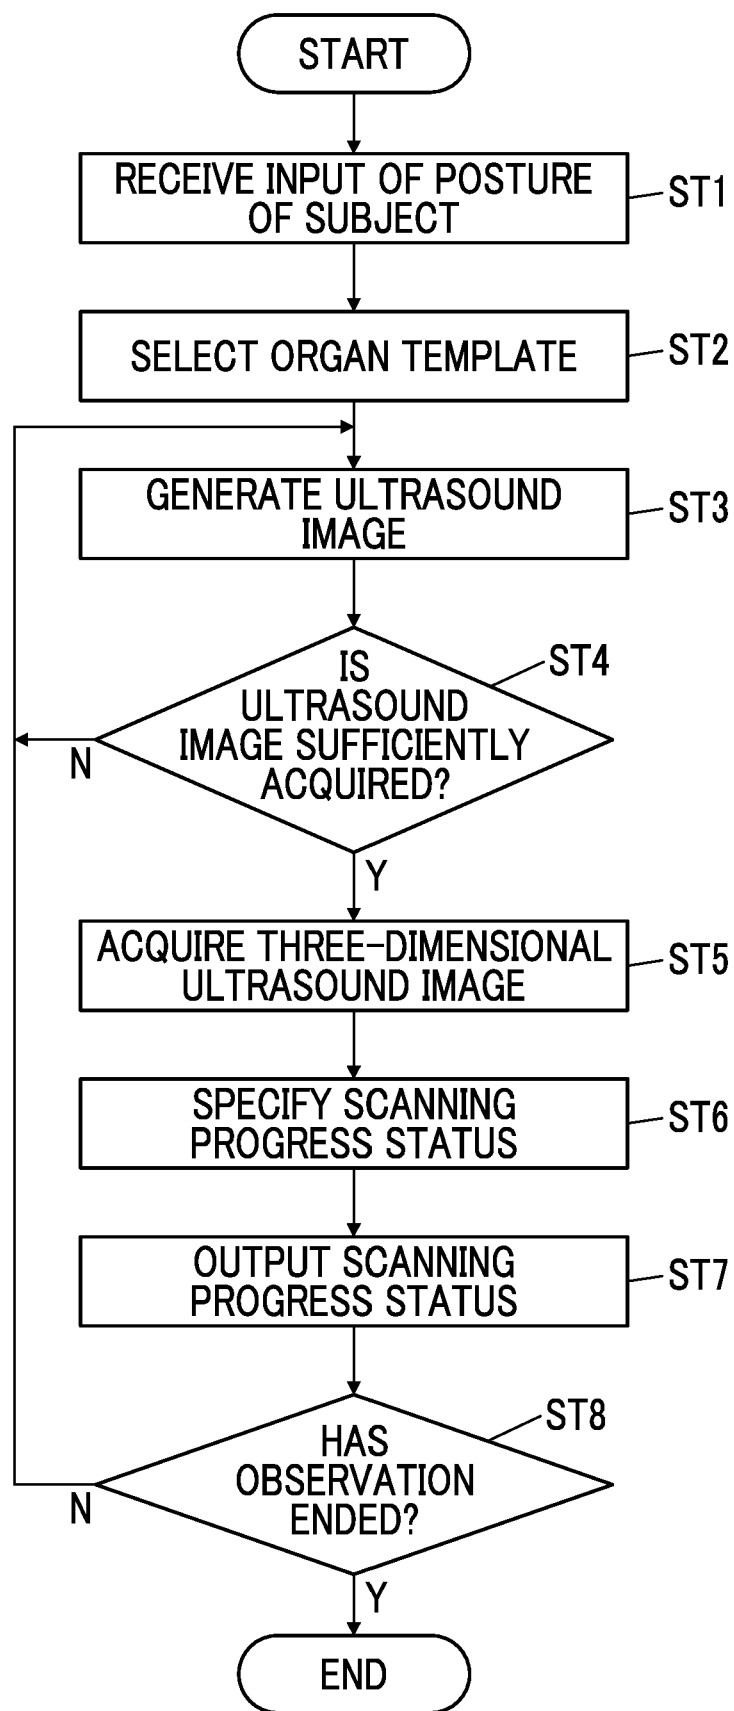 START
RECEIVE INPUT OF POSTURE
OF SUBJECT
ST1
SELECT ORGAN TEMPLATE
ST2
GENERATE ULTRASOUND
IMAGE
ST3
IS
ULTRASOUND
IMAGE SUFFICIENTLY
ACQUIRED?
ST4
N
Y
ACQUIRE THREE-DIMENSIONAL
ULTRASOUND IMAGE
ST5
SPECIFY SCANNING
PROGRESS STATUS
ST6
OUTPUT SCANNING
PROGRESS STATUS
ST7
HAS
OBSERVATION
ENDED?
ST8
N
Y
END